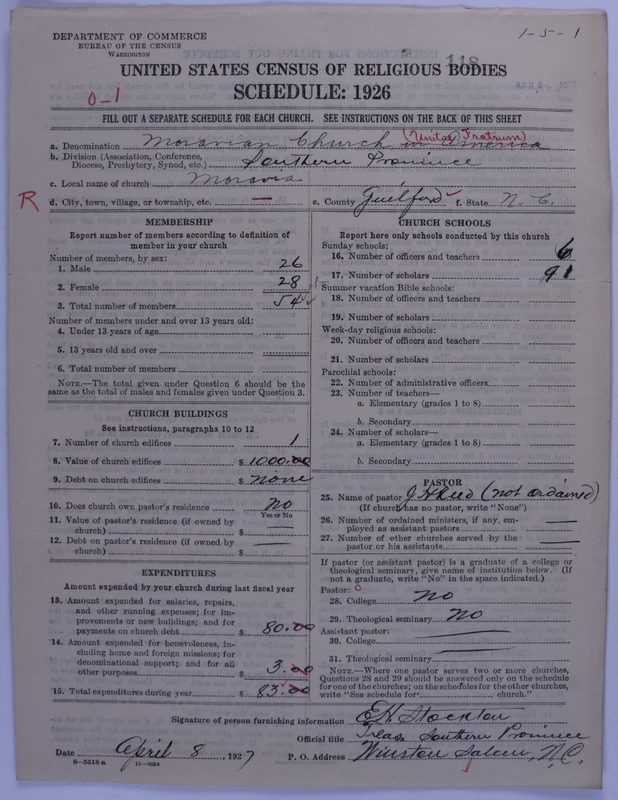 DEPARTMENT OF COMMERCE
BUREAU OF THE CENSUS
WASHINGTON
1-5-1
118
UNITED STATES CENSUS OF RELIGIOUS BODIES
SCHEDULE: 1926
0-1
FILL OUT A SEPARATE SCHEDULE FOR EACH CHURCH. SEE INSTRUCTIONS ON THE BACK OF THIS SHEET
a. Denomination Moravian Church (Unitas Fratrum) in America
b. Division (Association, Conference, Diocese, Presbytery, Synod, etc.) Southern Province
c. Local name of church Moravia
R d. City, town, village, or township, etc. — e. County Guilford f. State N. C.
MEMBERSHIP
Report number of members according to definition of
member in your church
Number of members, by sex:
1. Male 26
2. Female 28
3. Total number of members 54
Number of members under and over 13 years old:
4. Under 13 years of age
5. 13 years old and over
6. Total number of members
NOTE.—The total given under Question 6 should be the
same as the total of males and females given under Question 3.
CHURCH BUILDINGS
See instructions, paragraphs 10 to 12
7. Number of church edifices 1
8. Value of church edifices $ 1000.00
9. Debt on church edifices $ None
10. Does church own pastor's residence No
Yes or No
11. Value of pastor's residence (if owned by
church) $
12. Debt on pastor's residence (if owned by
church) $
EXPENDITURES
Amount expended by your church during last fiscal year
13. Amount expended for salaries, repairs,
and other running expenses; for im-
provements or new buildings; and for
payments on church debt $ 80.00
14. Amount expended for benevolences, in-
cluding home and foreign missions; for
denominational support; and for all
other purposes $ 3.00
15. Total expenditures during year $ 83.00
CHURCH SCHOOLS
Report here only schools conducted by this church
Sunday schools:
16. Number of officers and teachers 6
17. Number of scholars 91
Summer vacation Bible schools:
18. Number of officers and teachers
19. Number of scholars
Week-day religious schools:
20. Number of officers and teachers
21. Number of scholars
Parochial schools:
22. Number of administrative officers
23. Number of teachers—
a. Elementary (grades 1 to 8)
b. Secondary
24. Number of scholars—
a. Elementary (grades 1 to 8)
b. Secondary
PASTOR
25. Name of pastor J H Reed (not ordained)
(If church has no pastor, write "None")
26. Number of ordained ministers, if any, em-
ployed as assistant pastors —
27. Number of other churches served by the
pastor or his assistants —
If pastor (or assistant pastor) is a graduate of a college or
theological seminary, give name of institution below. (If
not a graduate, write "No" in the space indicated.)
Pastor: 0
28. College No
29. Theological seminary No
Assistant pastor:
30. College —
31. Theological seminary —
NOTE.—Where one pastor serves two or more churches,
Questions 28 and 29 should be answered only on the schedule
for one of the churches; on the schedules for the other churches,
write "See schedule for church."
Signature of person furnishing information E H Stockton
Official title Treas. Southern Province
Date April 8, 1927 P. O. Address Winston Salem, N.C.
8-5518 a 11-9024